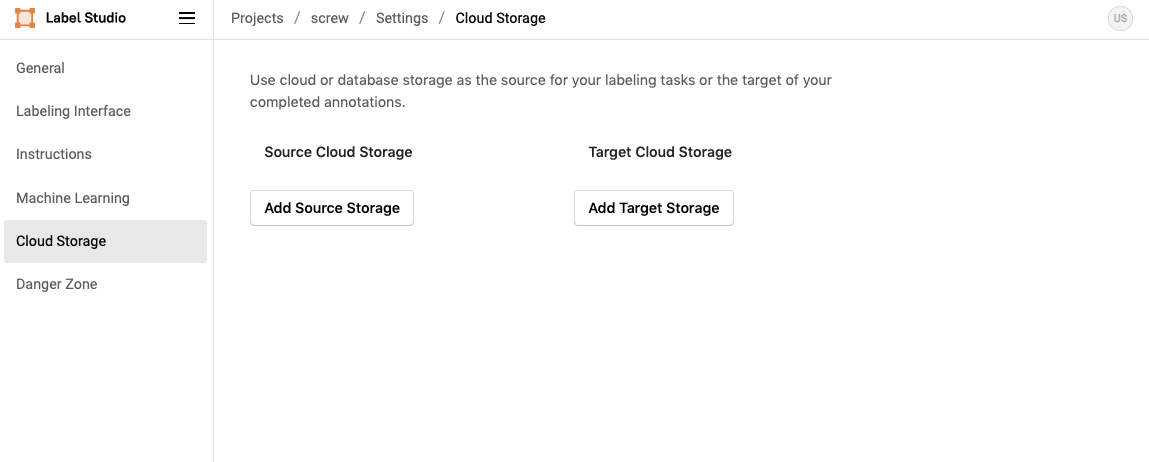 Label Studio
Projects / screw / Settings / Cloud Storage
US
General
Labeling Interface
Instructions
Machine Learning
Cloud Storage
Danger Zone
Use cloud or database storage as the source for your labeling tasks or the target of your
completed annotations.
Source Cloud Storage
Target Cloud Storage
Add Source Storage
Add Target Storage